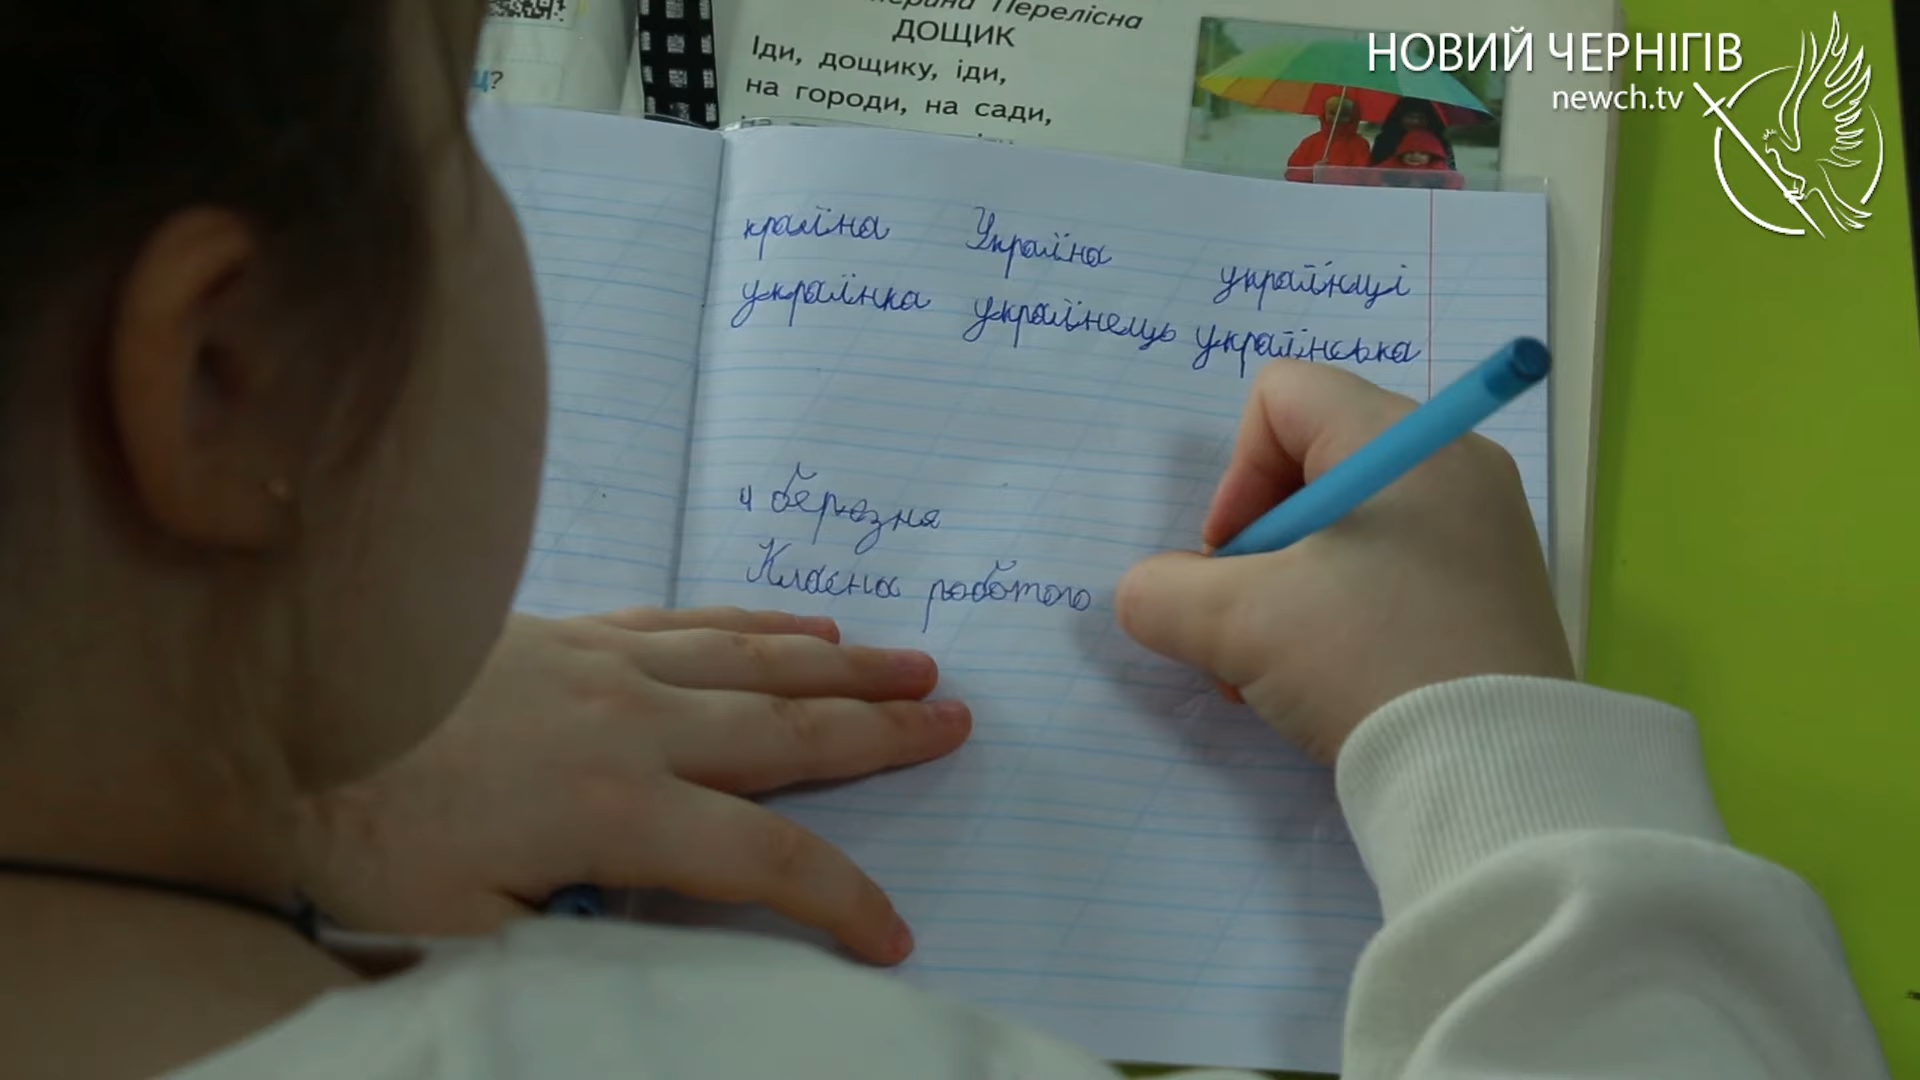 Перелісна
ДОЩИК
Іди, дощику, іди,
на городи, на сади,
Щ?
НОВИЙ ЧЕРНІГІВ
newch.tv
країна Україна українці
українка українець українська
4 березня
Класна робота